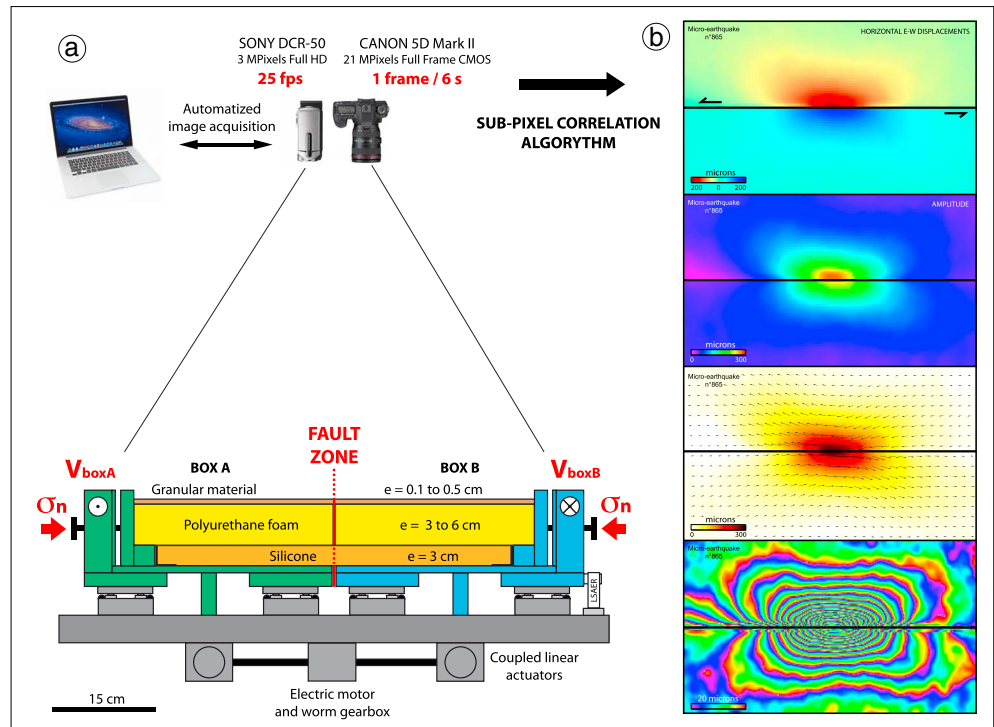 a
SONY DCR-50
3 MPixels Full HD
25 fps
CANON 5D Mark II
21 MPixels Full Frame CMOS
1 frame / 6 s
Automatized
image acquisition
SUB-PIXEL CORRELATION
ALGORYTHM
FAULT
ZONE
VboxA
BOX A
BOX B
VboxB
σn
Granular material
e = 0.1 to 0.5 cm
σn
Polyurethane foam
e = 3 to 6 cm
Silicone
e = 3 cm
LSAER
Coupled linear
actuators
Electric motor
and worm gearbox
15 cm
b
Micro-earthquake
n°865
HORIZONTAL E-W DISPLACEMENTS
microns
200 0 200
Micro-earthquake
n°865
AMPLITUDE
microns
0 300
Micro-earthquake
n°865
microns
0 300
Micro-earthquake
n°865
20 microns